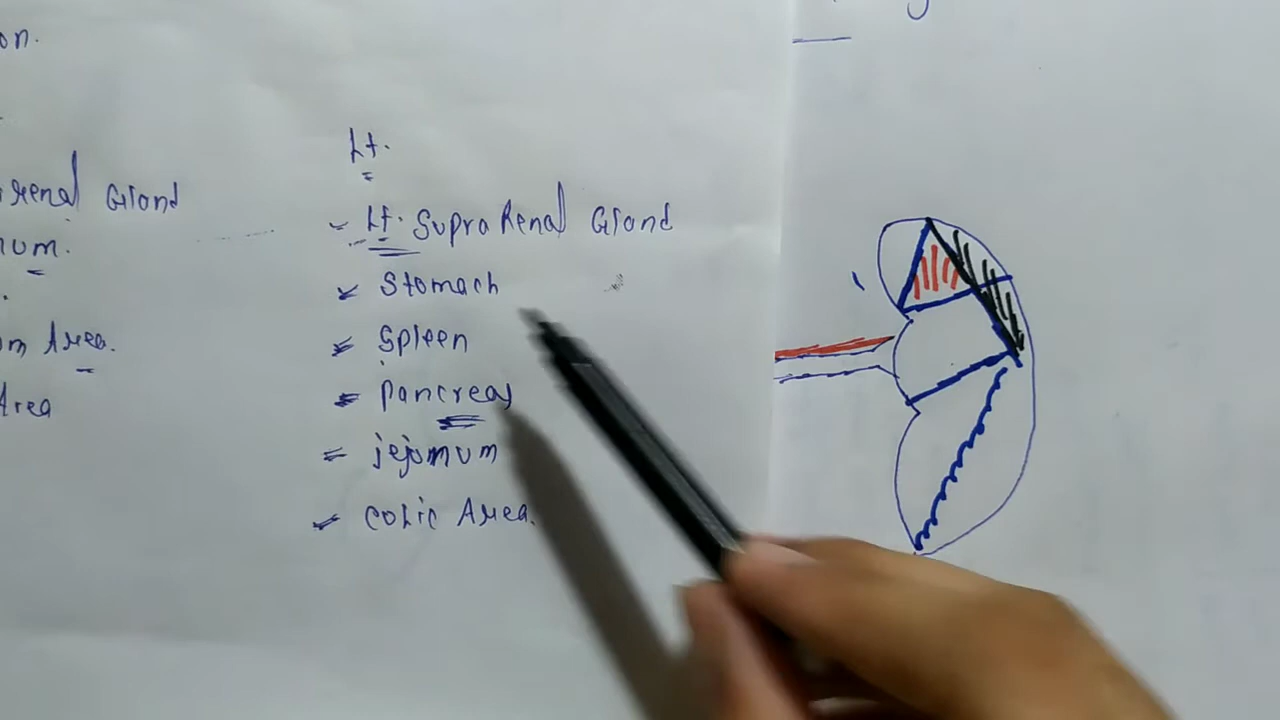 on.
renal Gland
num.
m Area.
Area
Lt.
Lt. Supra Renal Gland
Stomach
Spleen
Pancreas
jejunum
Colic Area.